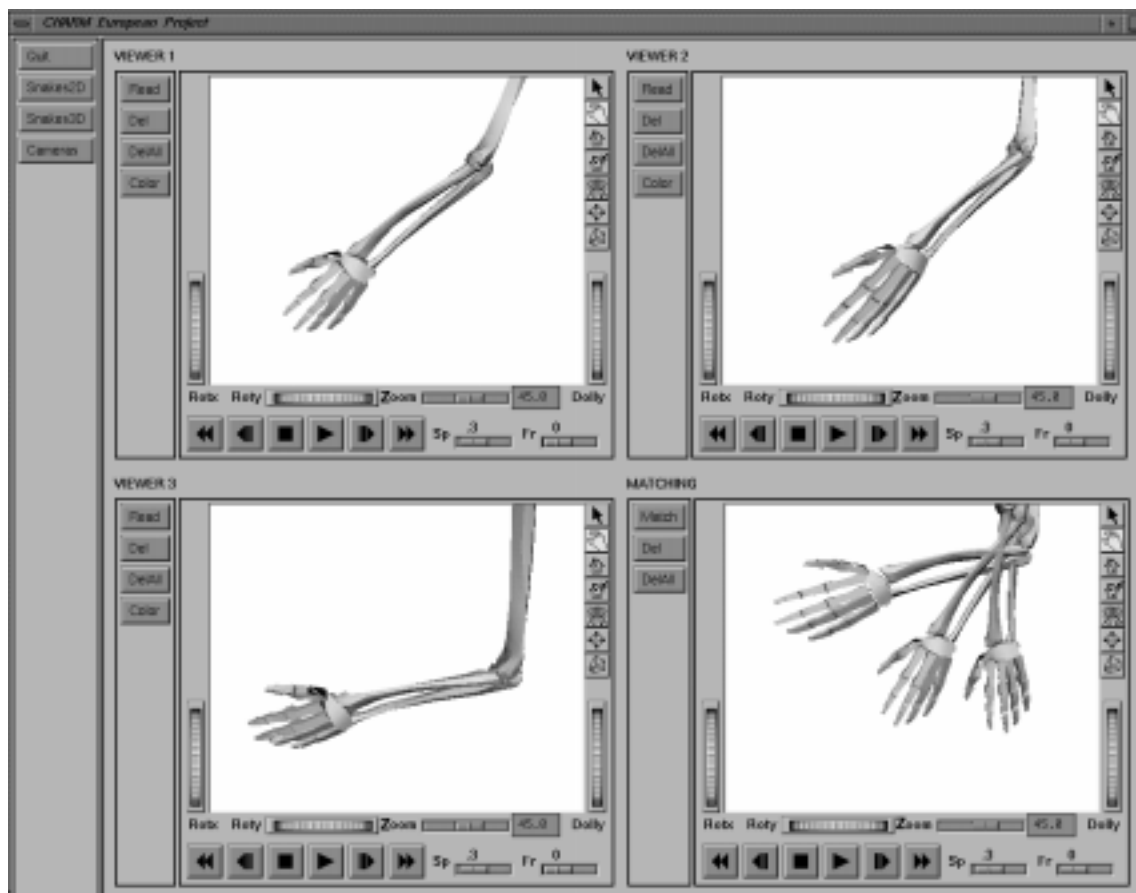 CHARM European Project
Quit
Snakes2D
Snakes3D
Cameras
VIEWER 1
Read
Del
DelAll
Color
Rotx Roty Zoom 45.0 Dolly
Sp .3 Fr 0
VIEWER 2
Read
Del
DelAll
Color
Rotx Roty Zoom 45.0 Dolly
Sp .3 Fr 0
VIEWER 3
Read
Del
DelAll
Color
Rotx Roty Zoom 45.0 Dolly
Sp .3 Fr 0
MATCHING
Match
Del
DelAll
Rotx Roty Zoom 45.0 Dolly
Sp .3 Fr 0